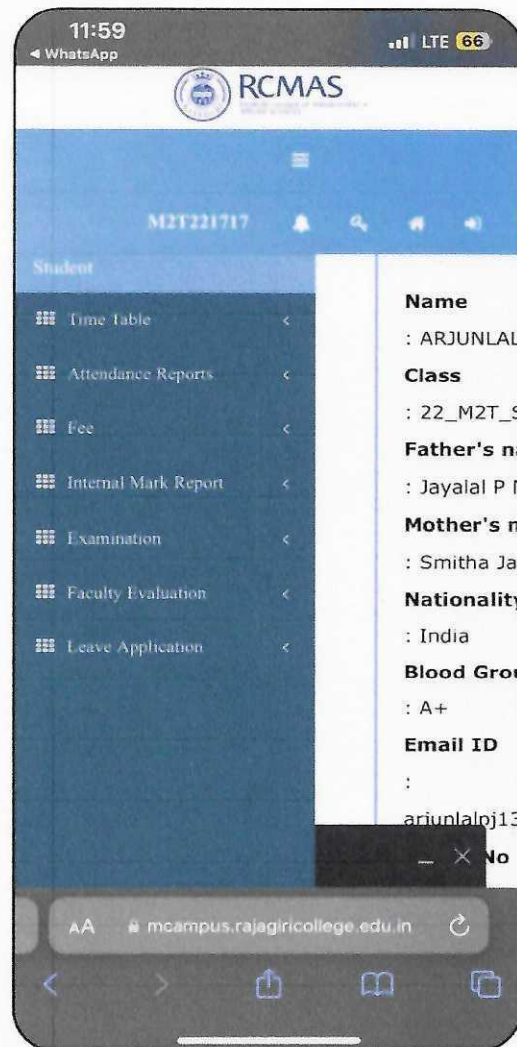 11:59
LTE 66
◄ WhatsApp
RCMAS
M2T221717
Student
Time Table
Attendance Reports
Fee
Internal Mark Report
Examination
Faculty Evaluation
Leave Application
Name
: ARJUNLAL
Class
: 22_M2T_S
Father's na
: Jayalal P
Mother's n
: Smitha Ja
Nationality
: India
Blood Grou
: A+
Email ID
:
arjunlalpj13
No
AA mcampus.rajagiricollege.edu.in